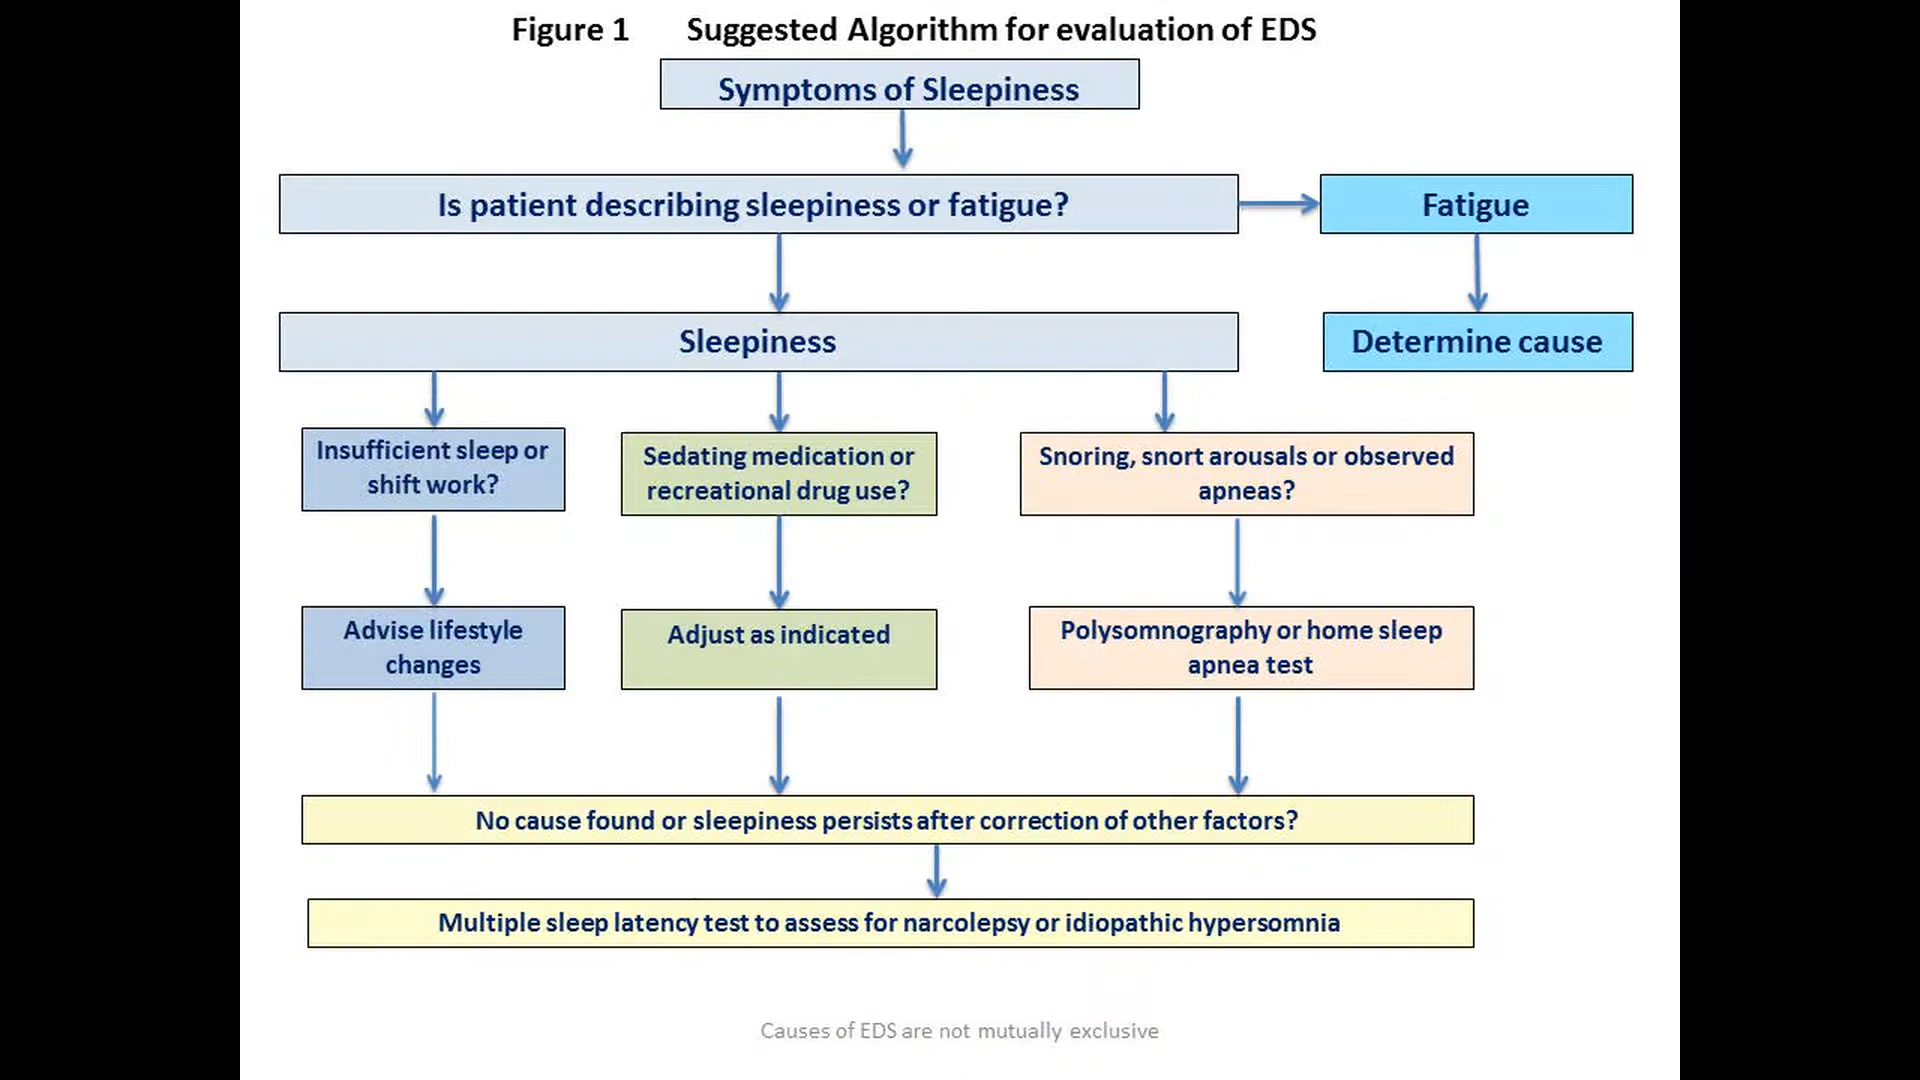 Figure 1 Suggested Algorithm for evaluation of EDS
Symptoms of Sleepiness
Is patient describing sleepiness or fatigue?
Fatigue
Sleepiness
Determine cause
Insufficient sleep or
shift work?
Sedating medication or
recreational drug use?
Snoring, snort arousals or observed
apneas?
Advise lifestyle
changes
Adjust as indicated
Polysomnography or home sleep
apnea test
No cause found or sleepiness persists after correction of other factors?
Multiple sleep latency test to assess for narcolepsy or idiopathic hypersomnia
Causes of EDS are not mutually exclusive